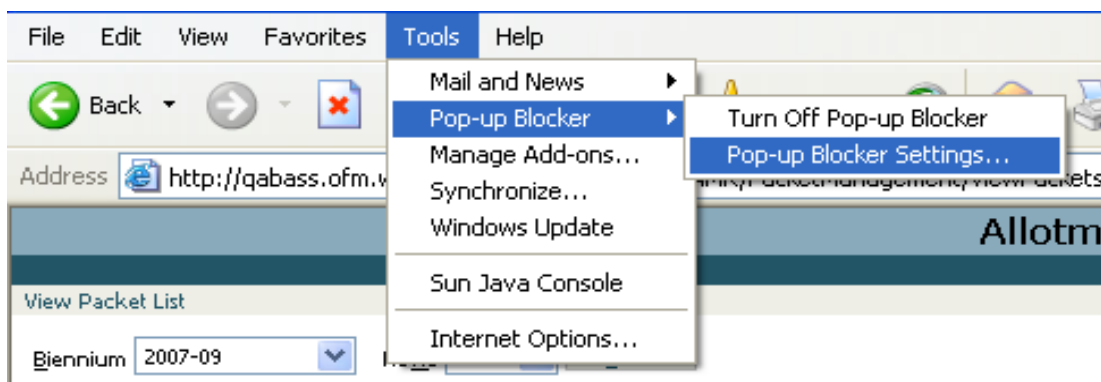 File Edit View Favorites Tools Help
Mail and News
Back
Pop-up Blocker
Turn Off Pop-up Blocker
Manage Add-ons...
Pop-up Blocker Settings...
Address http://qabass.ofm.w
Synchronize...
Windows Update
Allotm
Sun Java Console
View Packet List
Internet Options...
Biennium 2007-09